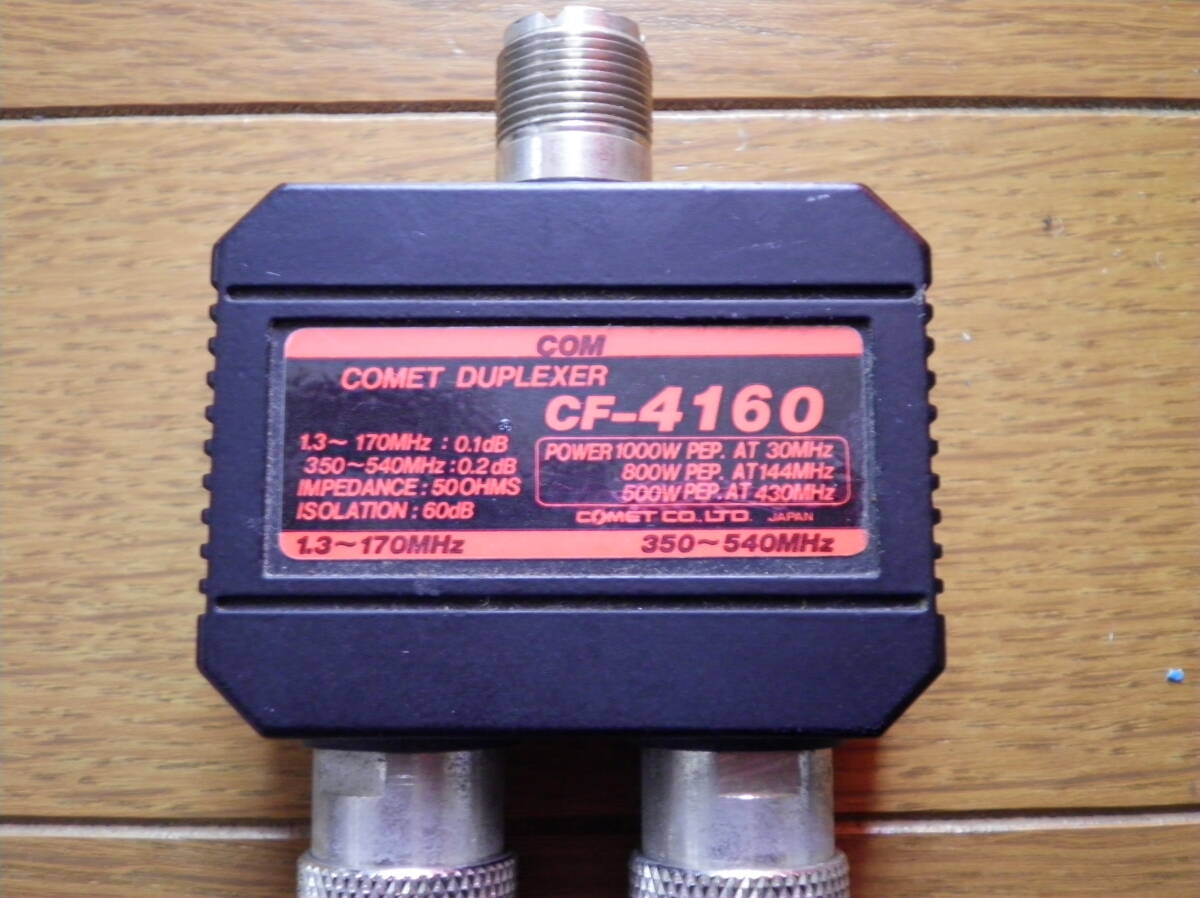 COM
COMET DUPLEXER
CF-4160
1.3~170MHz : 0.1dB
350~540MHz : 0.2dB
IMPEDANCE : 50OHMS
ISOLATION : 60dB
POWER 1000W PEP. AT 30MHz
800W PEP. AT 144MHz
500W PEP. AT 430MHz
COMET CO., LTD. JAPAN
1.3~170MHz
350~540MHz